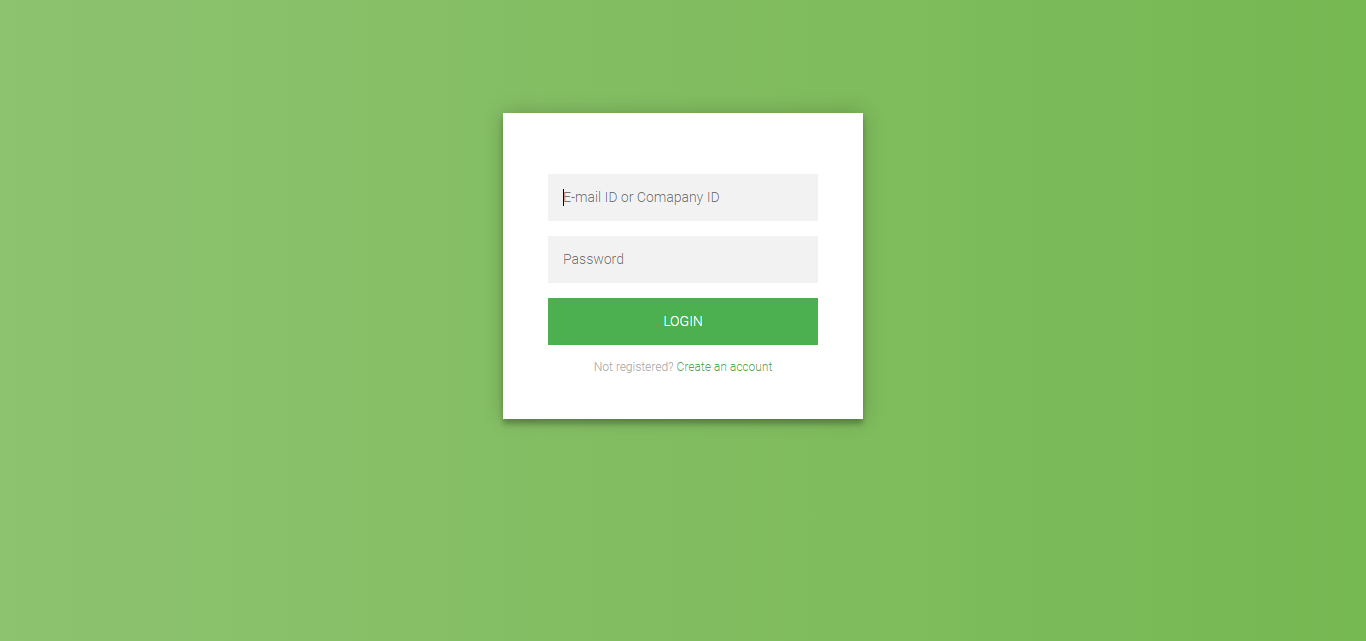 E-mail ID or Comapany ID
Password
LOGIN
Not registered? Create an account